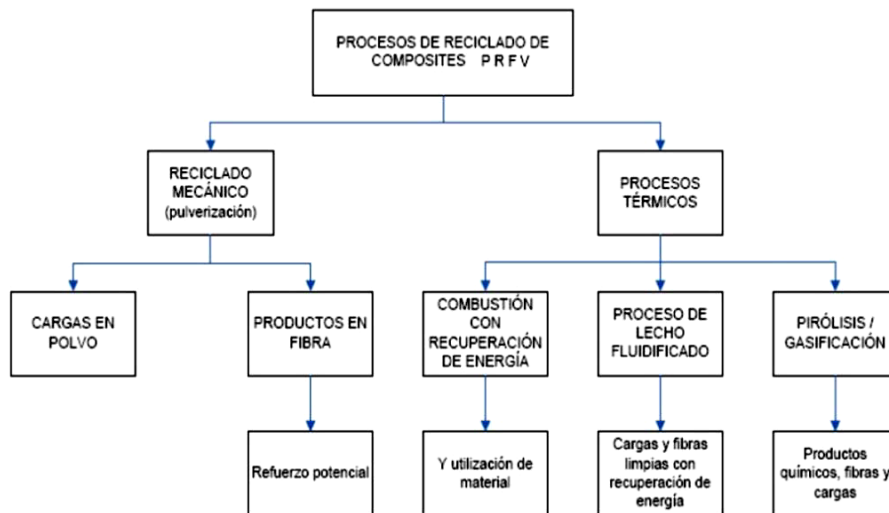 PROCESOS DE RECICLADO DE
COMPOSITES P R F V
RECICLADO
MECÁNICO
(pulverización)
PROCESOS
TÉRMICOS
CARGAS EN
POLVO
PRODUCTOS EN
FIBRA
COMBUSTIÓN
CON
RECUPERACIÓN
DE ENERGÍA
PROCESO DE
LECHO
FLUIDIFICADO
PIRÓLISIS /
GASIFICACIÓN
Refuerzo potencial
Y utilización de
material
Cargas y fibras
limpias con
recuperación de
energía
Productos
químicos, fibras y
cargas